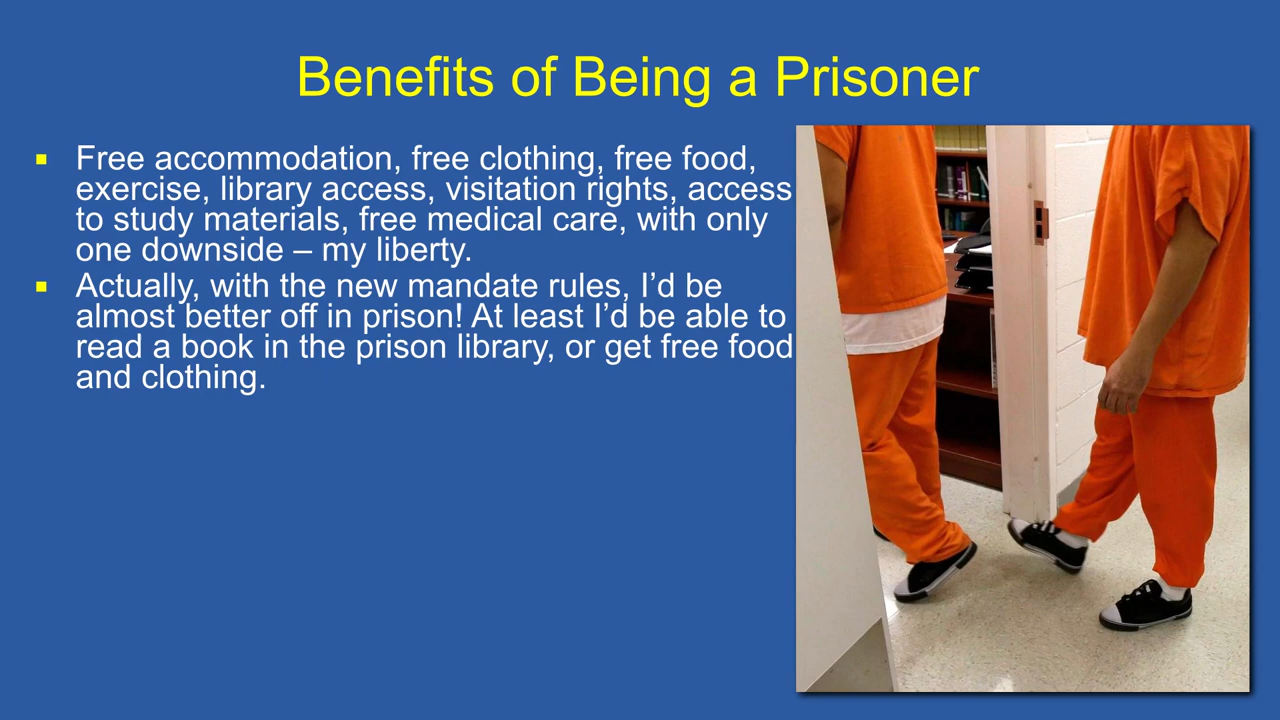 Benefits of Being a Prisoner
Free accommodation, free clothing, free food,
exercise, library access, visitation rights, access
to study materials, free medical care, with only
one downside – my liberty.
Actually, with the new mandate rules, I’d be
almost better off in prison! At least I’d be able to
read a book in the prison library, or get free food
and clothing.